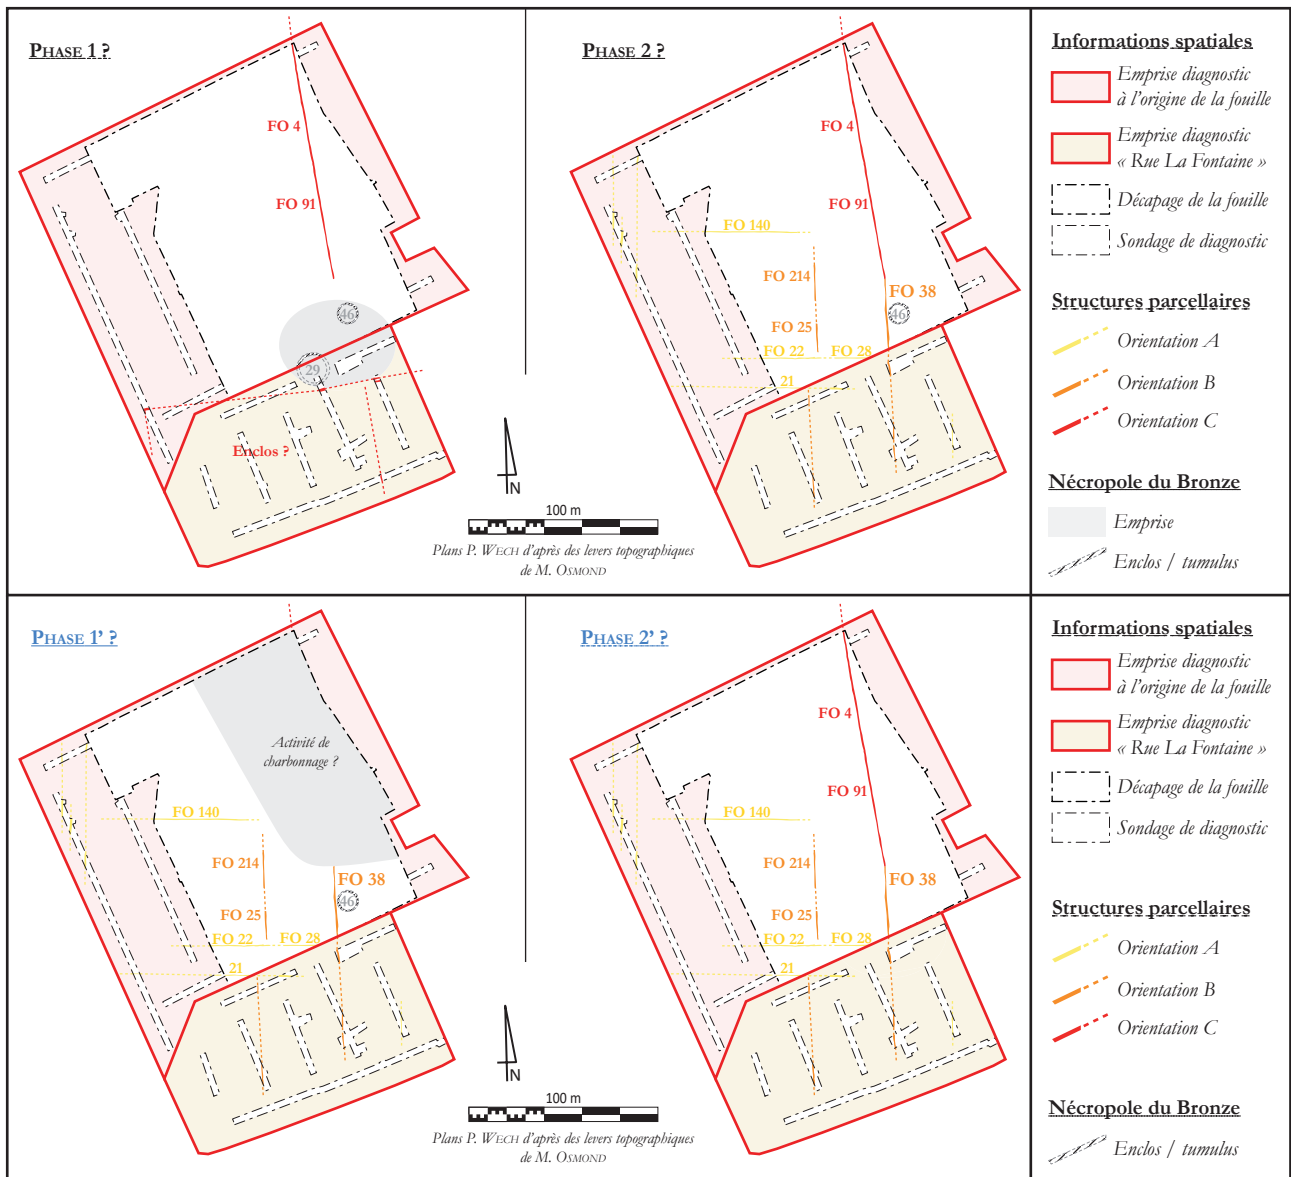 PHASE 1 ?
FO 4
FO 91
46
29
Enclos ?
PHASE 2 ?
FO 4
FO 91
FO 140
FO 214
FO 38
46
FO 25
FO 22
FO 28
21
N
100 m
Plans P. WECH d'après des levers topographiques
de M. OSMOND
Informations spatiales
Emprise diagnostic
à l'origine de la fouille
Emprise diagnostic
« Rue La Fontaine »
Décapage de la fouille
Sondage de diagnostic
Structures parcellaires
Orientation A
Orientation B
Orientation C
Nécropole du Bronze
Emprise
Enclos / tumulus
PHASE 1' ?
Activité de
charbonnage ?
FO 140
FO 214
FO 38
46
FO 25
FO 22
FO 28
21
PHASE 2' ?
FO 4
FO 91
FO 140
FO 214
FO 38
FO 25
FO 22
FO 28
21
N
100 m
Plans P. WECH d'après des levers topographiques
de M. OSMOND
Informations spatiales
Emprise diagnostic
à l'origine de la fouille
Emprise diagnostic
« Rue La Fontaine »
Décapage de la fouille
Sondage de diagnostic
Structures parcellaires
Orientation A
Orientation B
Orientation C
Nécropole du Bronze
Enclos / tumulus